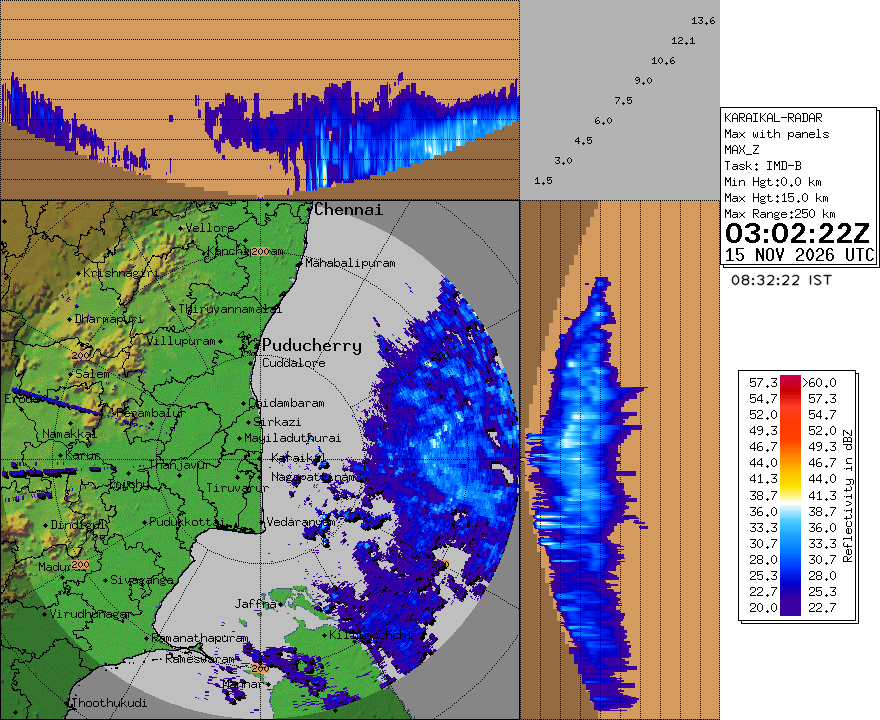 13.6
12.1
10.6
9.0
7.5
6.0
4.5
3.0
1.5
KARAIKAL-RADAR
Max with panels
MAX_Z
Task: IMD-B
Min Hgt:0.0 km
Max Hgt:15.0 km
Max Range:250 km
03:02:22Z
15 NOV 2026 UTC
08:32:22 IST
Chennai
Vellore
200
Mahabalipuram
Krishnagiri
Thiruvannamalai
Dharmapuri
Villupuram
Puducherry
200
Cuddalore
Salem
Chidambaram
Perambalur
Sirkazi
Namakkal
Mayiladuthurai
Karur
Thanjavur
Karaikal
Nagapattinam
Tiruvarur
Dindigul
Pudukkottai
Vedaranyam
200
Sivaganga
Jaffna
Virudhunagar
Ramanathapuram
Rameswaram
200
Mannar
Thoothukudi
57.3 >60.0
54.7 57.3
52.0 54.7
49.3 52.0
46.7 49.3
44.0 46.7
41.3 44.0
38.7 41.3
36.0 38.7
33.3 36.0
30.7 33.3
28.0 30.7
25.3 28.0
22.7 25.3
20.0 22.7
Reflectivity in dBZ